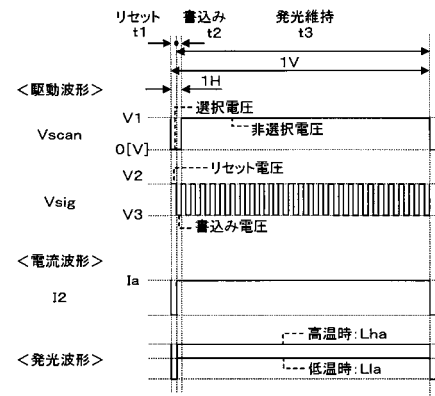 リセット 書込み 発光維持
t1 t2 t3
1V
1H
＜駆動波形＞
選択電圧
V1
非選択電圧
Vscan
0[V]
リセット電圧
V2
Vsig
V3
書込み電圧
＜電流波形＞
Ia
I2
高温時:Lha
＜発光波形＞
低温時:Lla